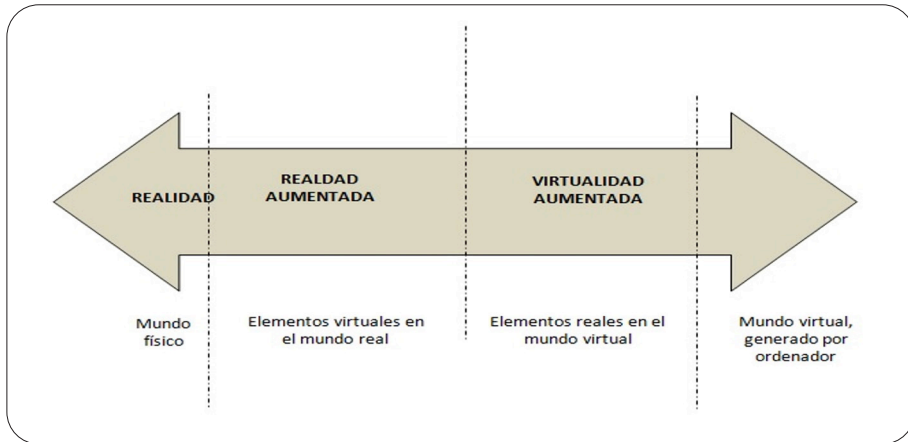 REALIDAD
REALDAD
AUMENTADA
VIRTUALIDAD
AUMENTADA
Mundo
físico
Elementos virtuales en
el mundo real
Elementos reales en el
mundo virtual
Mundo virtual,
generado por
ordenador